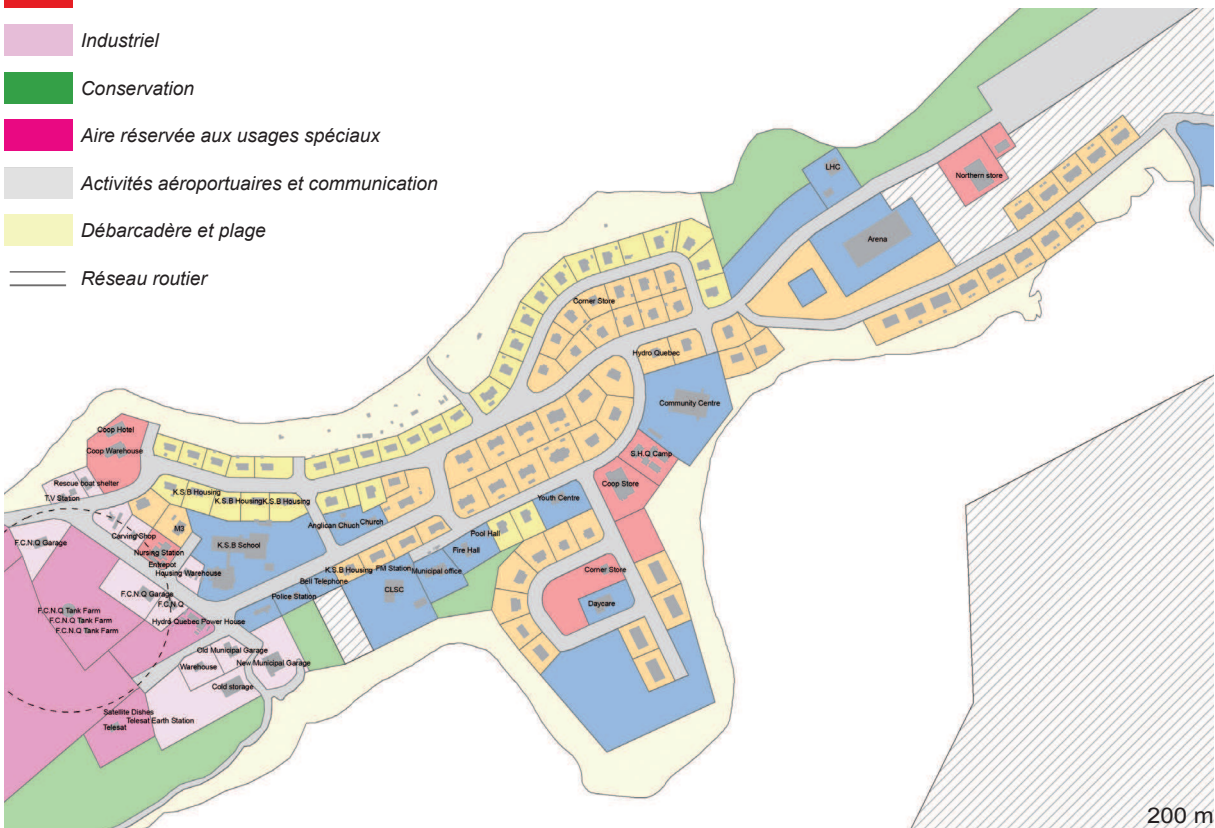 Industriel
Conservation
Aire réservée aux usages spéciaux
Activités aéroportuaires et communication
Débarcadère et plage
Réseau routier
LHC
Northern store
Arena
Corner Store
Hydro Quebec
Community Centre
Coop Hotel
Coop Warehouse
S.H.Q Camp
Rescue boat shelter
Coop Store
K.S.B Housing
T.V Station
K.S.B Housing
K.S.B Housing
Youth Centre
Anglican Chuch
Church
M3
Carving Shop
Pool Hall
F.C.N.Q Garage
K.S.B School
Nursing Station
Fire Hall
Entrepot
Housing Warehouse
K.S.B Housing
FM Station
Municipal office
Corner Store
Bell Telephone
CLSC
F.C.N.Q Garage
Police Station
F.C.N.Q
Daycare
F.C.N.Q Tank Farm
F.C.N.Q Tank Farm
F.C.N.Q Tank Farm
Hydro Quebec Power House
Old Municipal Garage
Warehouse
New Municipal Garage
Cold storage
Satellite Dishes
Telesat Earth Station
Telesat
200 m